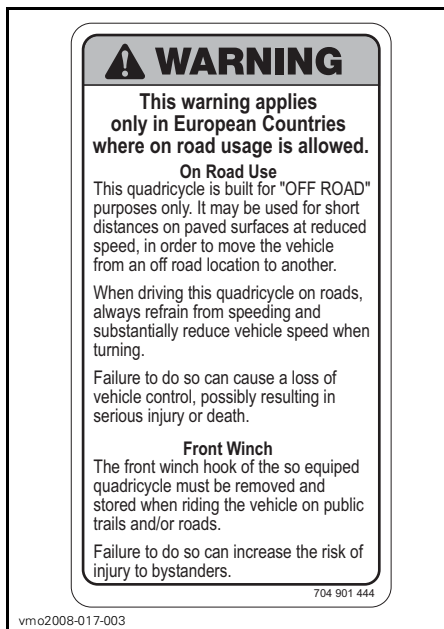 WARNING
This warning applies
only in European Countries
where on road usage is allowed.
On Road Use
This quadricycle is built for "OFF ROAD"
purposes only. It may be used for short
distances on paved surfaces at reduced
speed, in order to move the vehicle
from an off road location to another.
When driving this quadricycle on roads,
always refrain from speeding and
substantially reduce vehicle speed when
turning.
Failure to do so can cause a loss of
vehicle control, possibly resulting in
serious injury or death.
Front Winch
The front winch hook of the so equiped
quadricycle must be removed and
stored when riding the vehicle on public
trails and/or roads.
Failure to do so can increase the risk of
injury to bystanders.
704 901 444
vmo2008-017-003